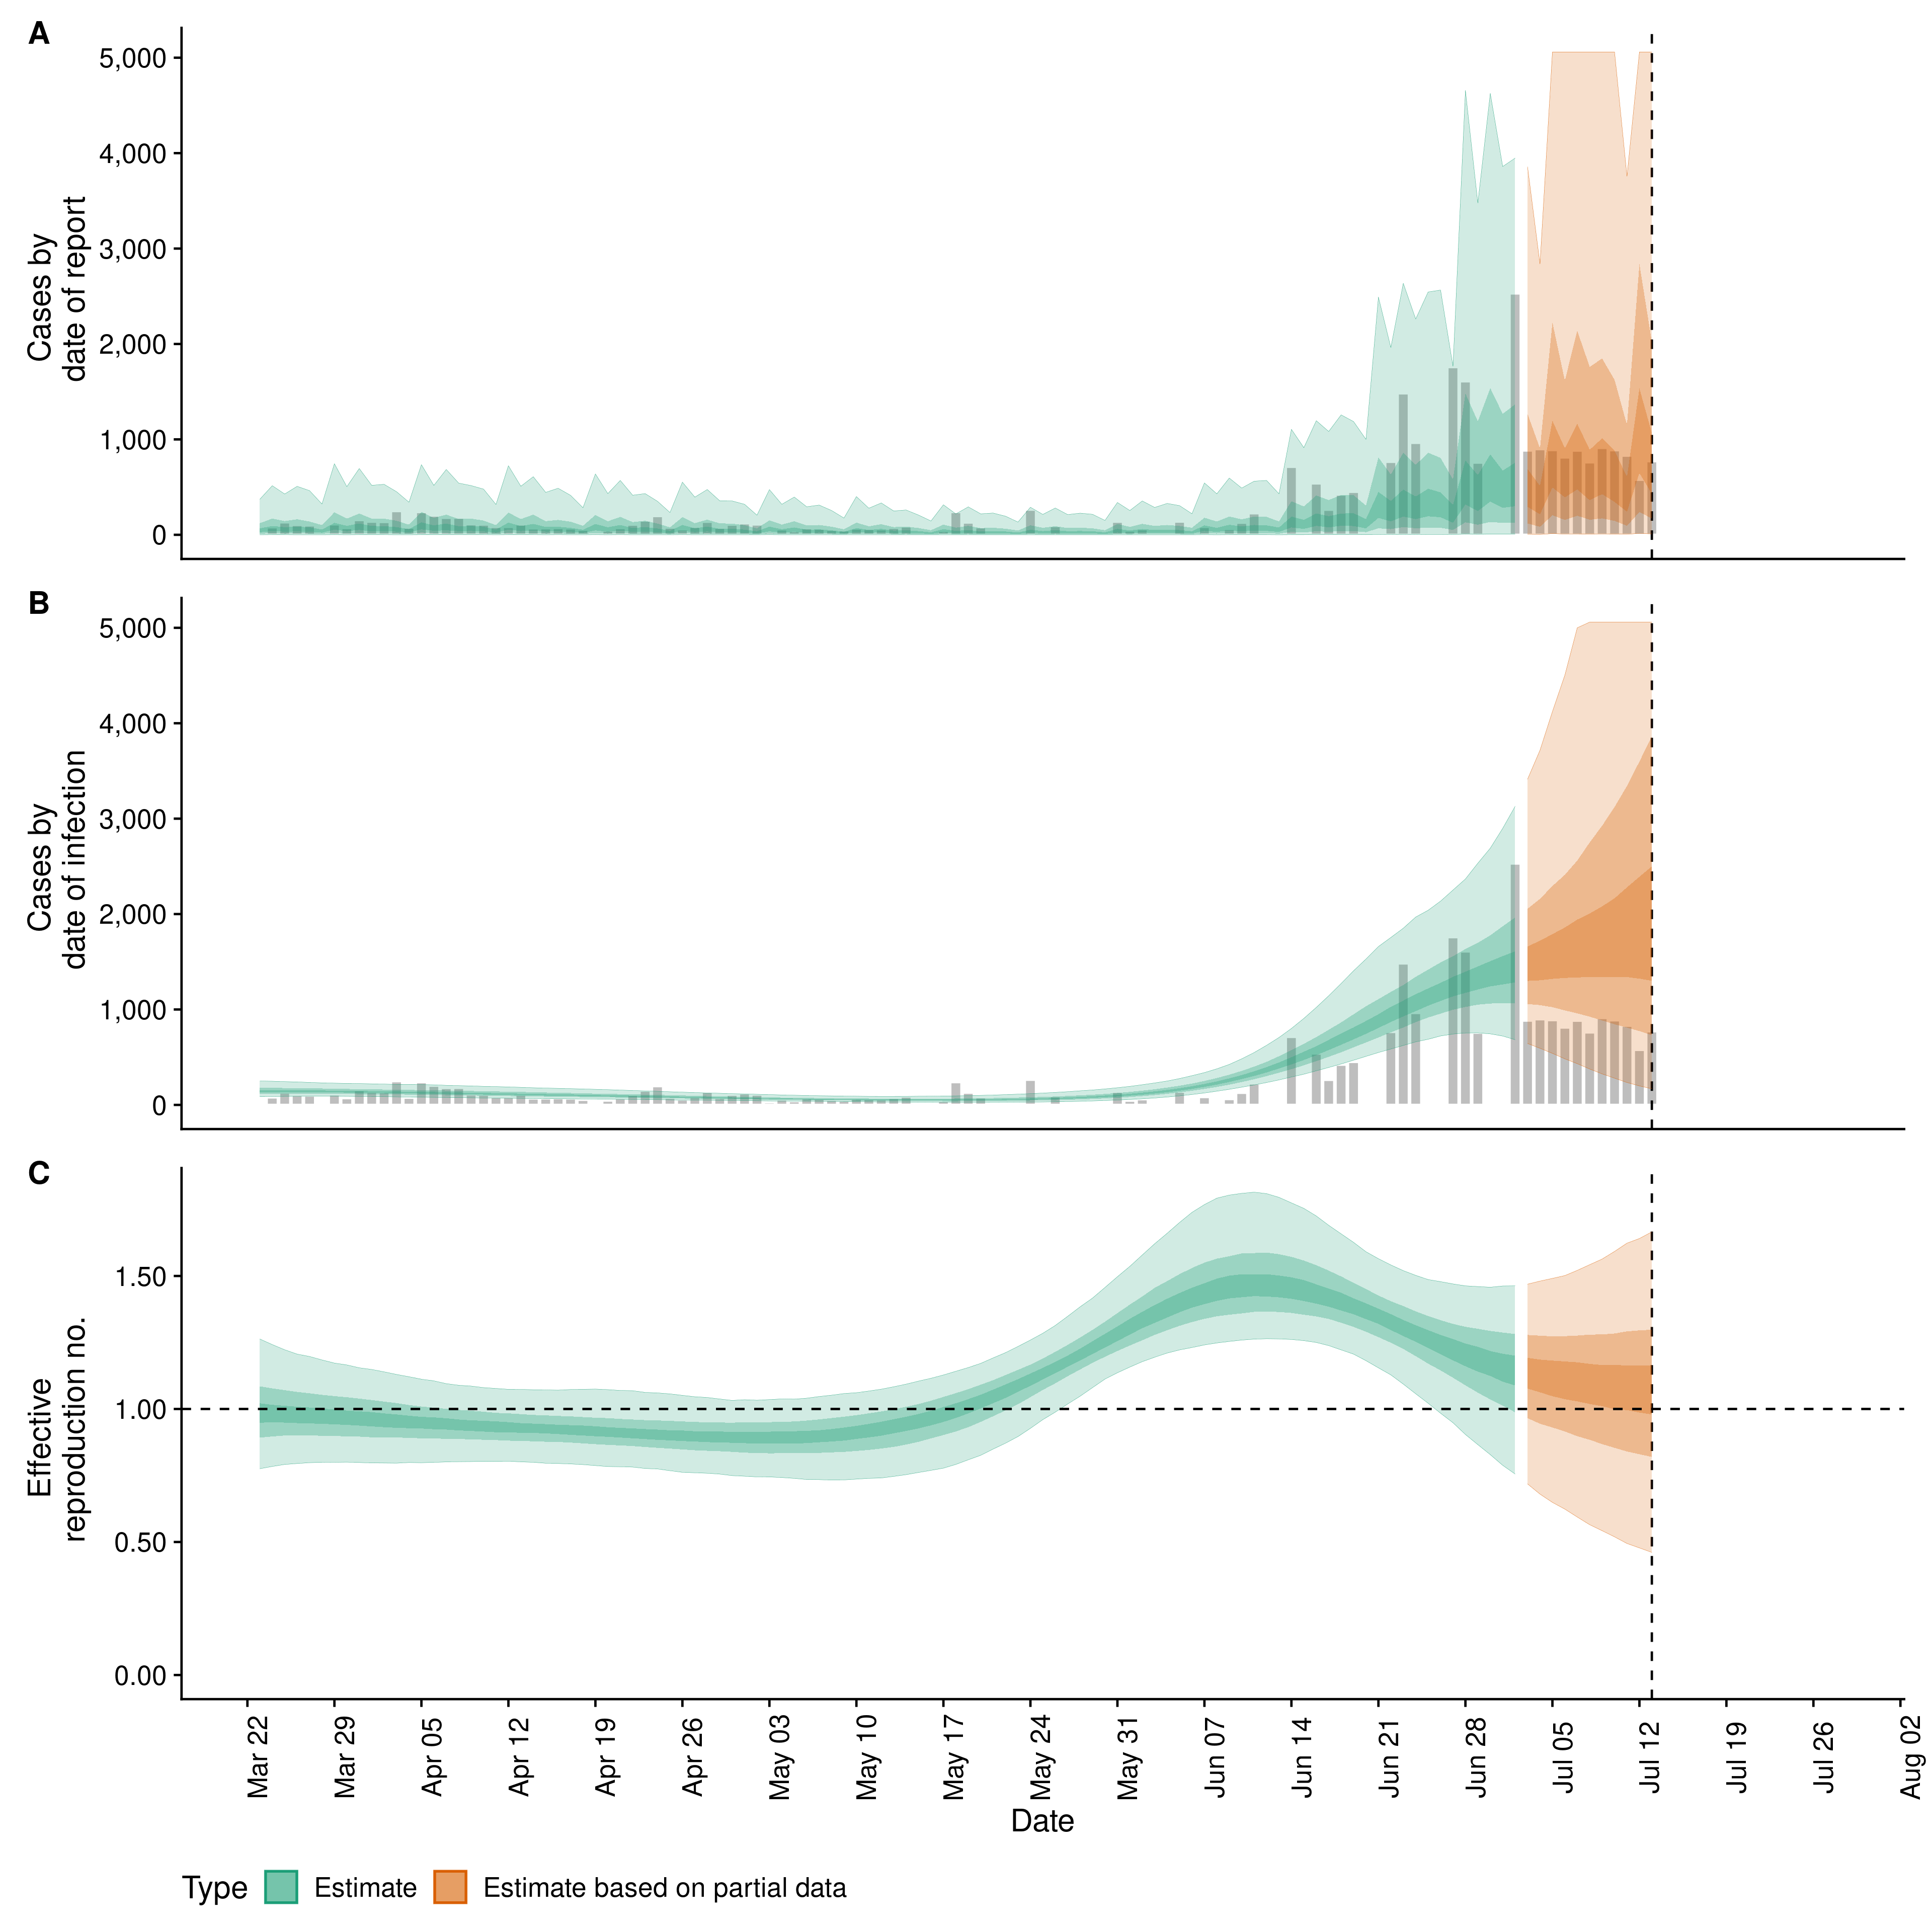 A
5,000
4,000
3,000
2,000
1,000
0
Cases by
date of report
B
5,000
4,000
3,000
2,000
1,000
0
Cases by
date of infection
C
1.50
1.00
0.50
0.00
Effective
reproduction no.
Mar 22
Mar 29
Apr 05
Apr 12
Apr 19
Apr 26
May 03
May 10
May 17
May 24
May 31
Jun 07
Jun 14
Jun 21
Jun 28
Jul 05
Jul 12
Jul 19
Jul 26
Aug 02
Date
Type Estimate Estimate based on partial data